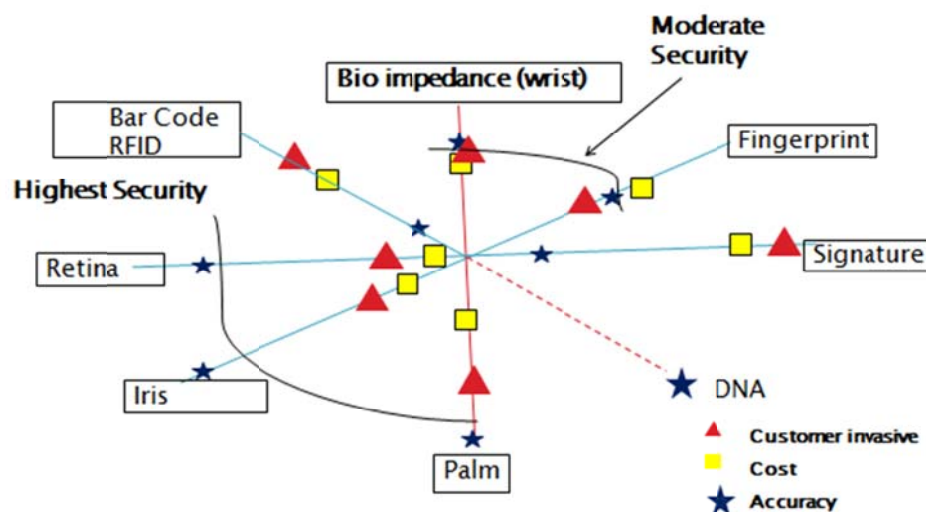 Moderate
Security
Bio impedance (wrist)
Bar Code
RFID
Fingerprint
Highest Security
Retina
Signature
Iris
DNA
Palm
Customer invasive
Cost
Accuracy